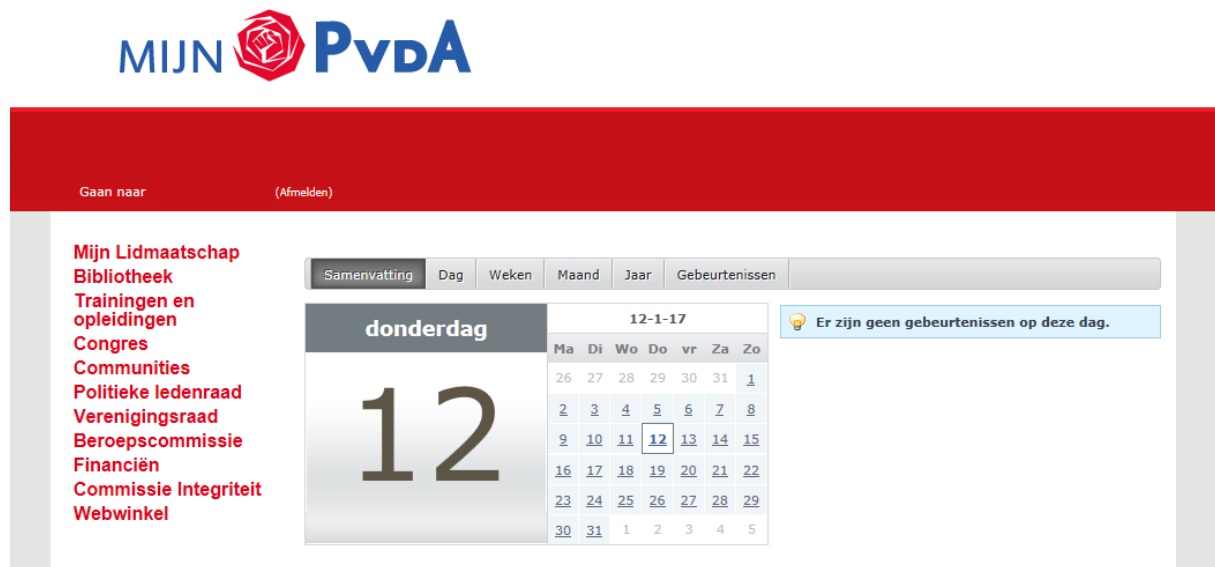 MIJN PVDA
Gaan naar (Afmelden)
Mijn Lidmaatschap
Bibliotheek
Trainingen en
opleidingen
Congres
Communities
Politieke ledenraad
Verenigingsraad
Beroepscommissie
Financiën
Commissie Integriteit
Webwinkel
Samenvatting Dag Weken Maand Jaar Gebeurtenissen
donderdag
12
12-1-17
Ma Di Wo Do vr Za Zo
26 27 28 29 30 31 1
2 3 4 5 6 7 8
9 10 11 12 13 14 15
16 17 18 19 20 21 22
23 24 25 26 27 28 29
30 31 1 2 3 4 5
Er zijn geen gebeurtenissen op deze dag.